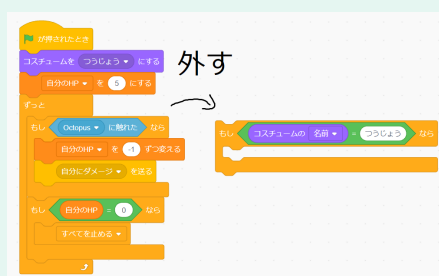 が押されたとき
コスチュームを つうじょう にする
外す
自分のHP を 5 にする
ずっと
もし Octopus に触れた なら
もし コスチュームの 名前 = つうじょう なら
自分のHP を -1 ずつ変える
自分にダメージ を送る
もし 自分のHP = 0 なら
すべてを止める